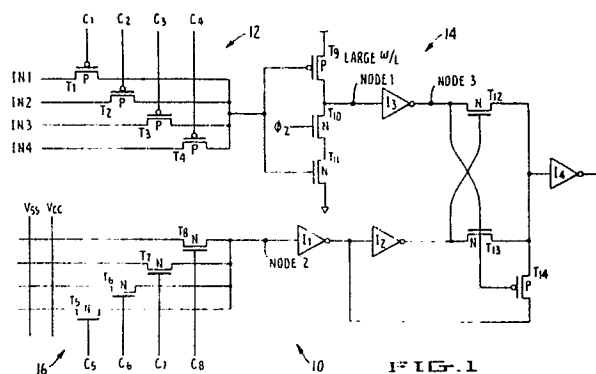 C1 C2 C3 C4
12
T9
P
14
LARGE W/L
IN1
T1 P
NODE 1
NODE 3
T12
N
IN2
T2 P
T10
I3
IN3
T3 P
Φ2
N
IN4
T4 P
T11
N
I4
VSS VCC
T8 N
I1
I2
N T13
T7 N
NODE 2
T14
P
T6 N
T5 N
16
C5 C6 C7 C8
10
FIG.1